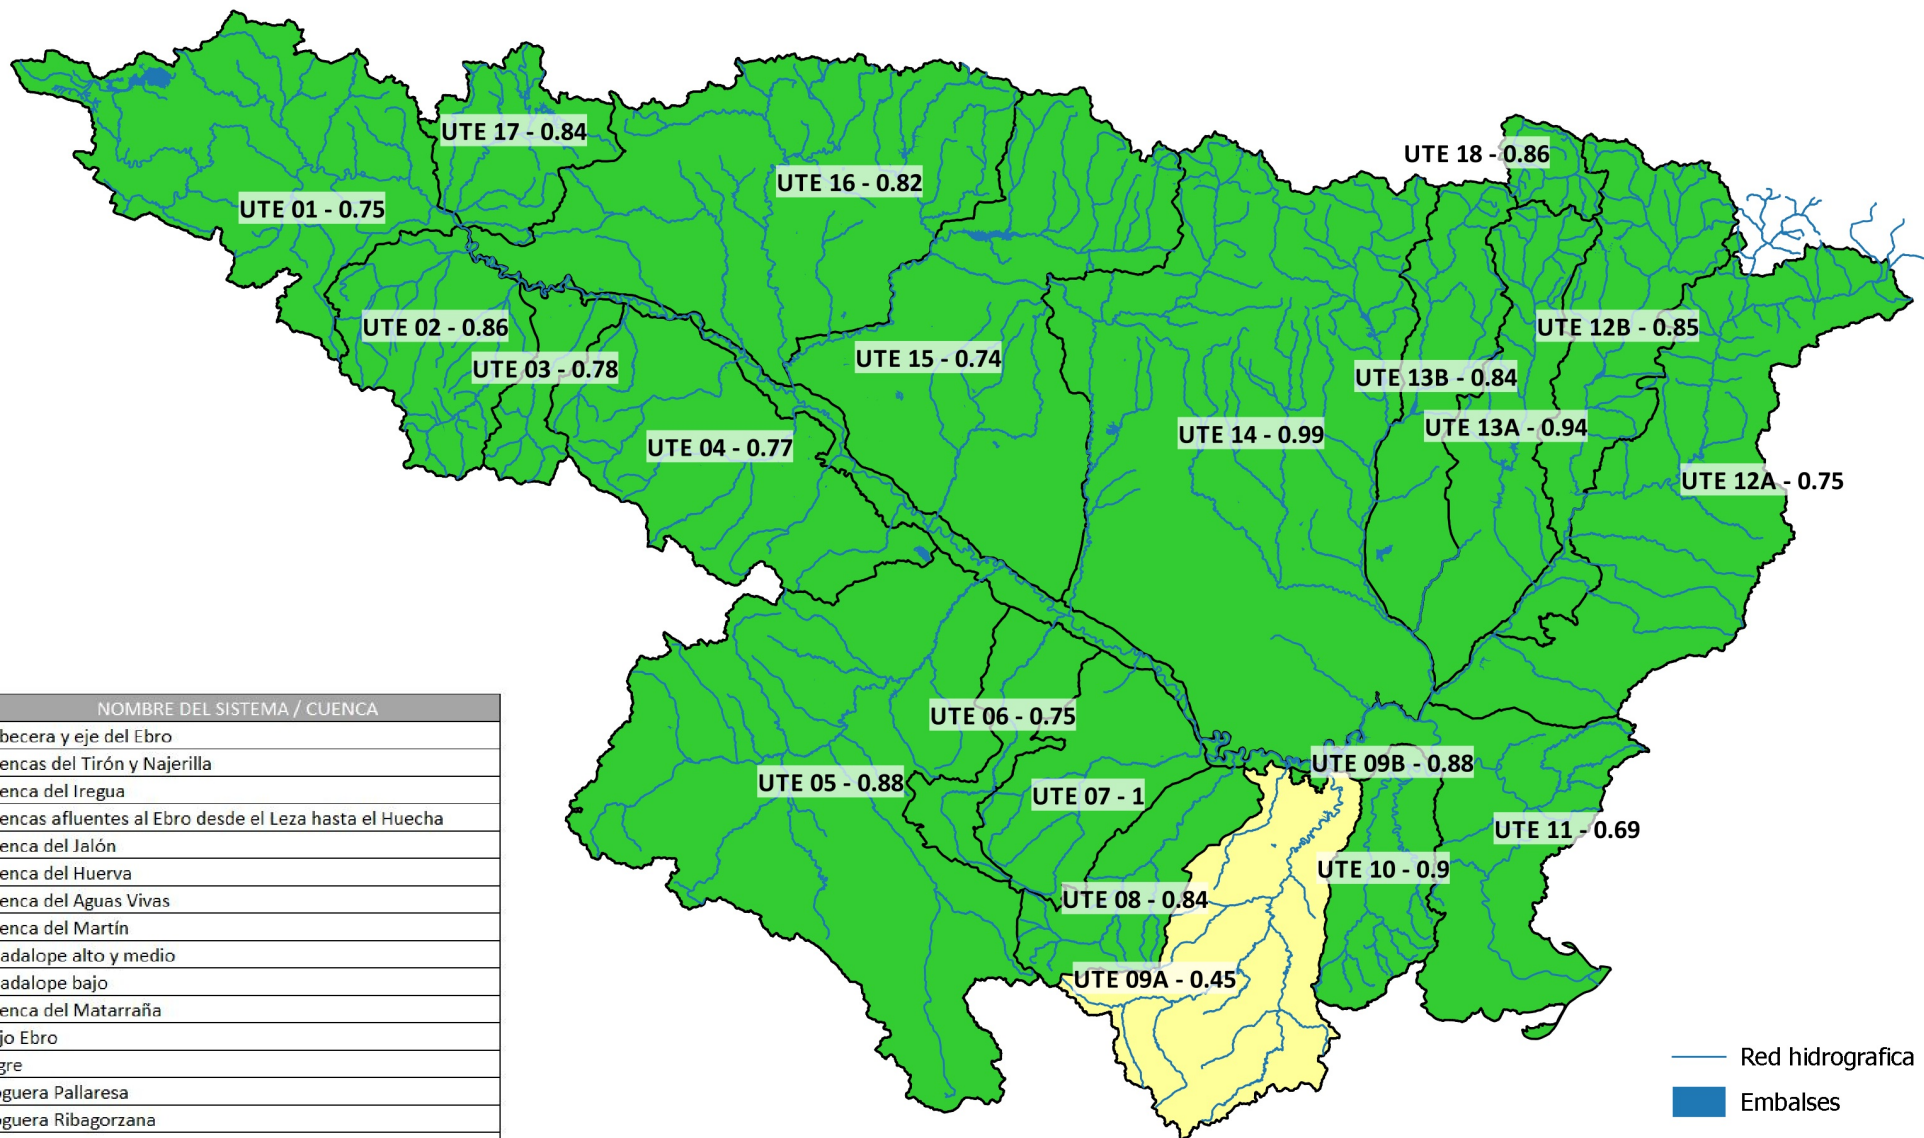 UTE 17 - 0.84
UTE 18 - 0.86
UTE 16 - 0.82
UTE 01 - 0.75
UTE 02 - 0.86
UTE 12B - 0.85
UTE 15 - 0.74
UTE 03 - 0.78
UTE 13B - 0.84
UTE 13A - 0.94
UTE 14 - 0.99
UTE 04 - 0.77
UTE 12A - 0.75
UTE 06 - 0.75
UTE 09B - 0.88
UTE 05 - 0.88
UTE 07 - 1
UTE 11 - 0.69
UTE 10 - 0.9
UTE 08 - 0.84
UTE 09A - 0.45
NOMBRE DEL SISTEMA / CUENCA
becera y eje del Ebro
encas del Tirón y Najerilla
enca del Iregua
encas afluentes al Ebro desde el Leza hasta el Huecha
enca del Jalón
enca del Huerva
enca del Aguas Vivas
enca del Martín
adalope alto y medio
adalope bajo
enca del Matarraña
jo Ebro
gre
guera Pallaresa
guera Ribagorzana
Red hidrografica
Embalses